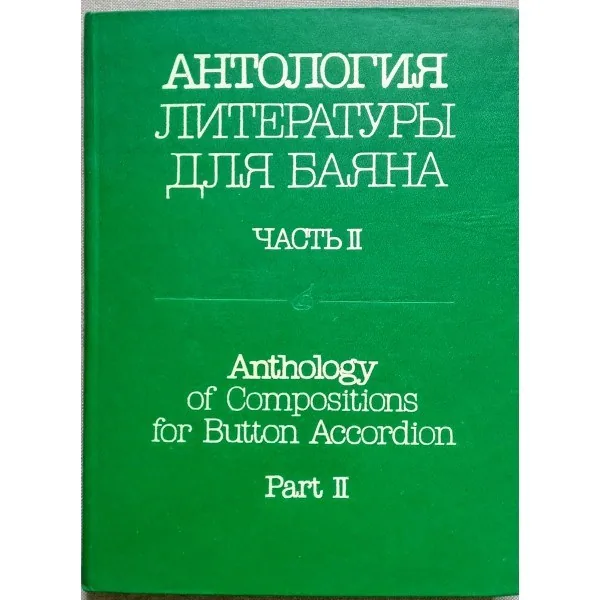 АНТОЛОГИЯ
ЛИТЕРАТУРЫ
ДЛЯ БАЯНА
ЧАСТЬ II
Anthology
of Compositions
for Button Accordion
Part II